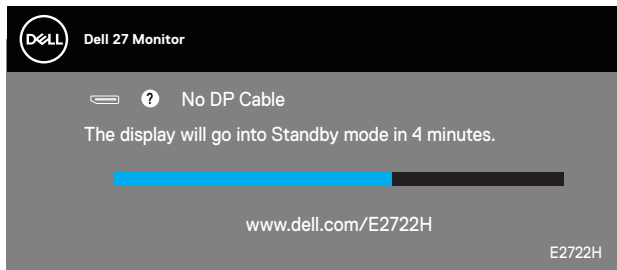 DELL
Dell 27 Monitor
? No DP Cable
The display will go into Standby mode in 4 minutes.
www.dell.com/E2722H
E2722H